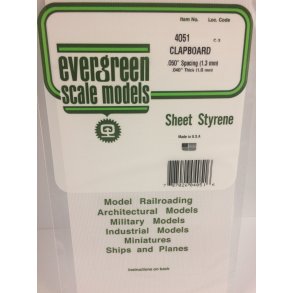 Item No. Loc. Code
4051 C-3
CLAPBOARD
.050" Spacing (1.3 mm)
.040" Thick (1.0 mm)
evergreen
scale models
Sheet Styrene
Made in U.S.A.
Model Railroading
Architectural Models
Military Models
Industrial Models
Miniatures
Ships and Planes
Instructions on back